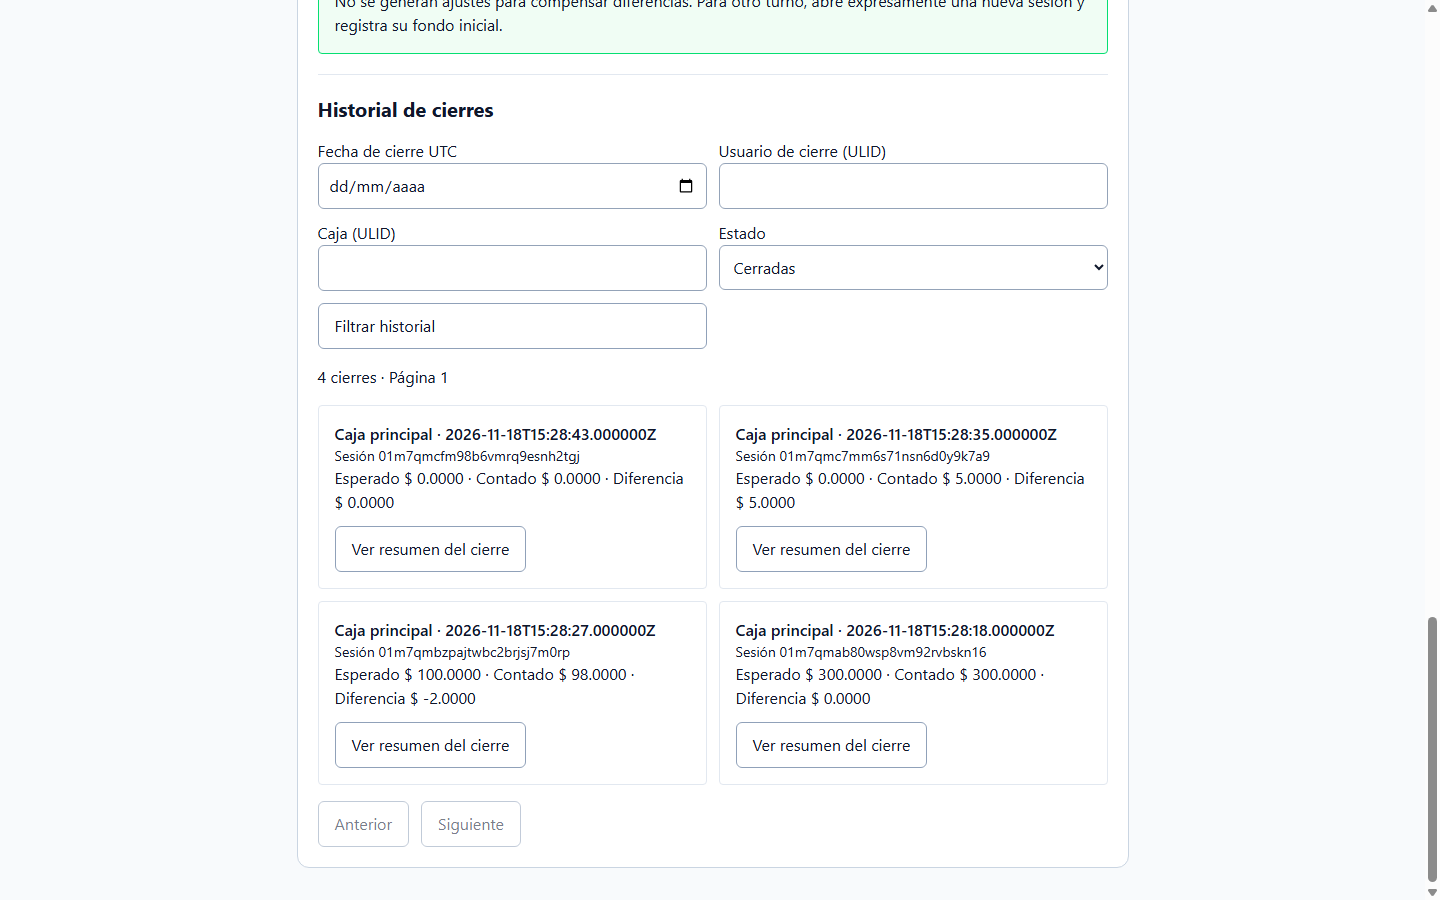 No se generan ajustes para compensar diferencias. Para otro turno, abre expresamente una nueva sesión y
registra su fondo inicial.
Historial de cierres
Fecha de cierre UTC
Usuario de cierre (ULID)
dd/mm/aaaa
Caja (ULID)
Estado
Cerradas
Filtrar historial
4 cierres · Página 1
Caja principal · 2026-11-18T15:28:43.000000Z
Sesión 01m7qmcfm98b6vmrq9esnh2tgj
Esperado $ 0.0000 · Contado $ 0.0000 · Diferencia
$ 0.0000
Ver resumen del cierre
Caja principal · 2026-11-18T15:28:35.000000Z
Sesión 01m7qmc7mm6s71nsn6d0y9k7a9
Esperado $ 0.0000 · Contado $ 5.0000 · Diferencia
$ 5.0000
Ver resumen del cierre
Caja principal · 2026-11-18T15:28:27.000000Z
Sesión 01m7qmbzpajtwbc2brjsj7m0rp
Esperado $ 100.0000 · Contado $ 98.0000 ·
Diferencia $ -2.0000
Ver resumen del cierre
Caja principal · 2026-11-18T15:28:18.000000Z
Sesión 01m7qmab80wsp8vm92rvbskn16
Esperado $ 300.0000 · Contado $ 300.0000 ·
Diferencia $ 0.0000
Ver resumen del cierre
Anterior
Siguiente